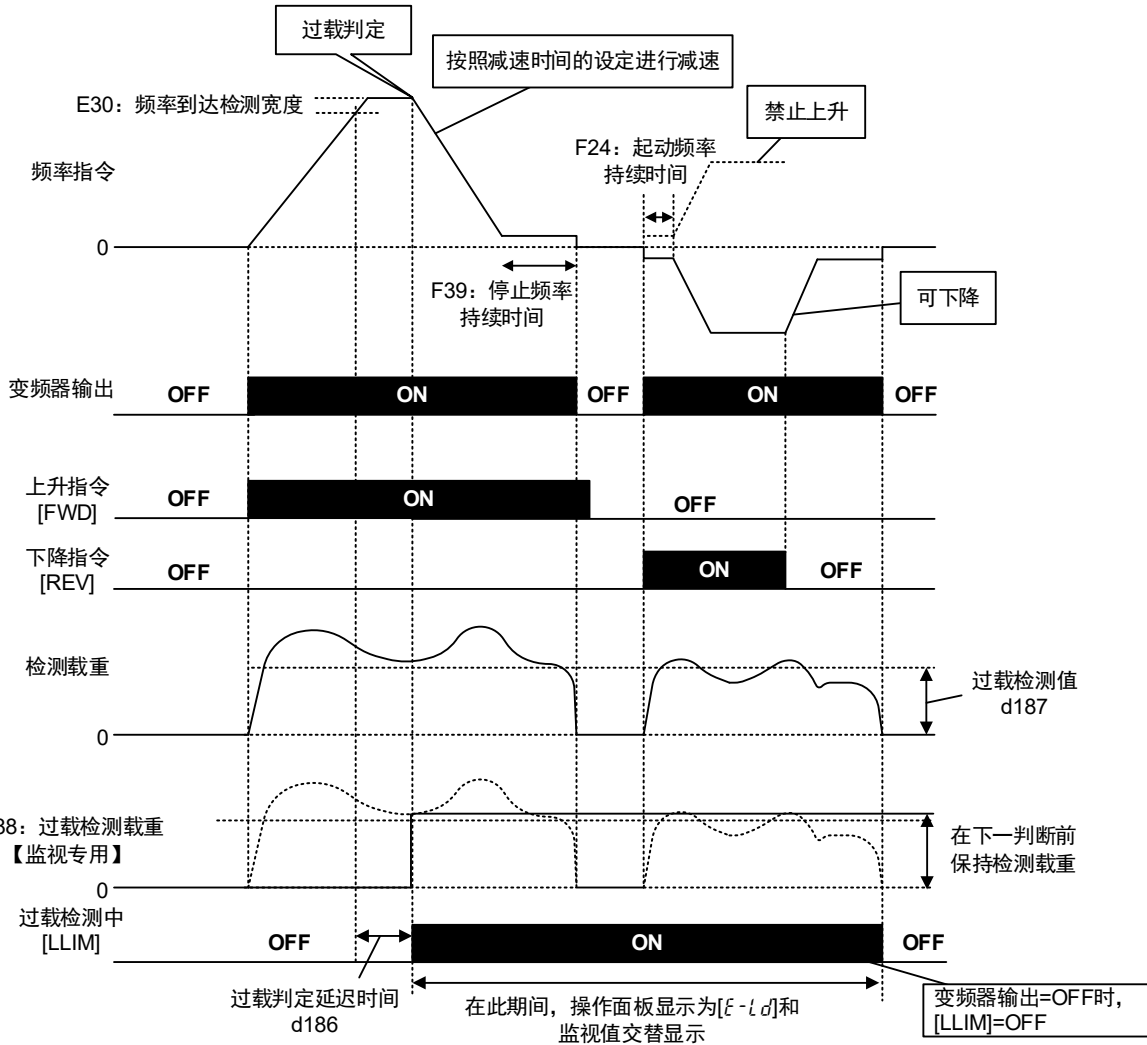 过载判定
按照减速时间的设定进行减速
E30：频率到达检测宽度
禁止上升
F24：起动频率
持续时间
频率指令
0
F39：停止频率
持续时间
可下降
变频器输出 OFF ON OFF ON OFF
上升指令
[FWD]
OFF ON OFF
下降指令
[REV]
OFF ON OFF
检测载重
过载检测值
d187
0
38：过载检测载重
【监视专用】
在下一判断前
保持检测载重
0
过载检测中
[LLIM]
OFF ON OFF
过载判定延迟时间
d186
在此期间，操作面板显示为[E-Ld]和
监视值交替显示
变频器输出=OFF时，
[LLIM]=OFF